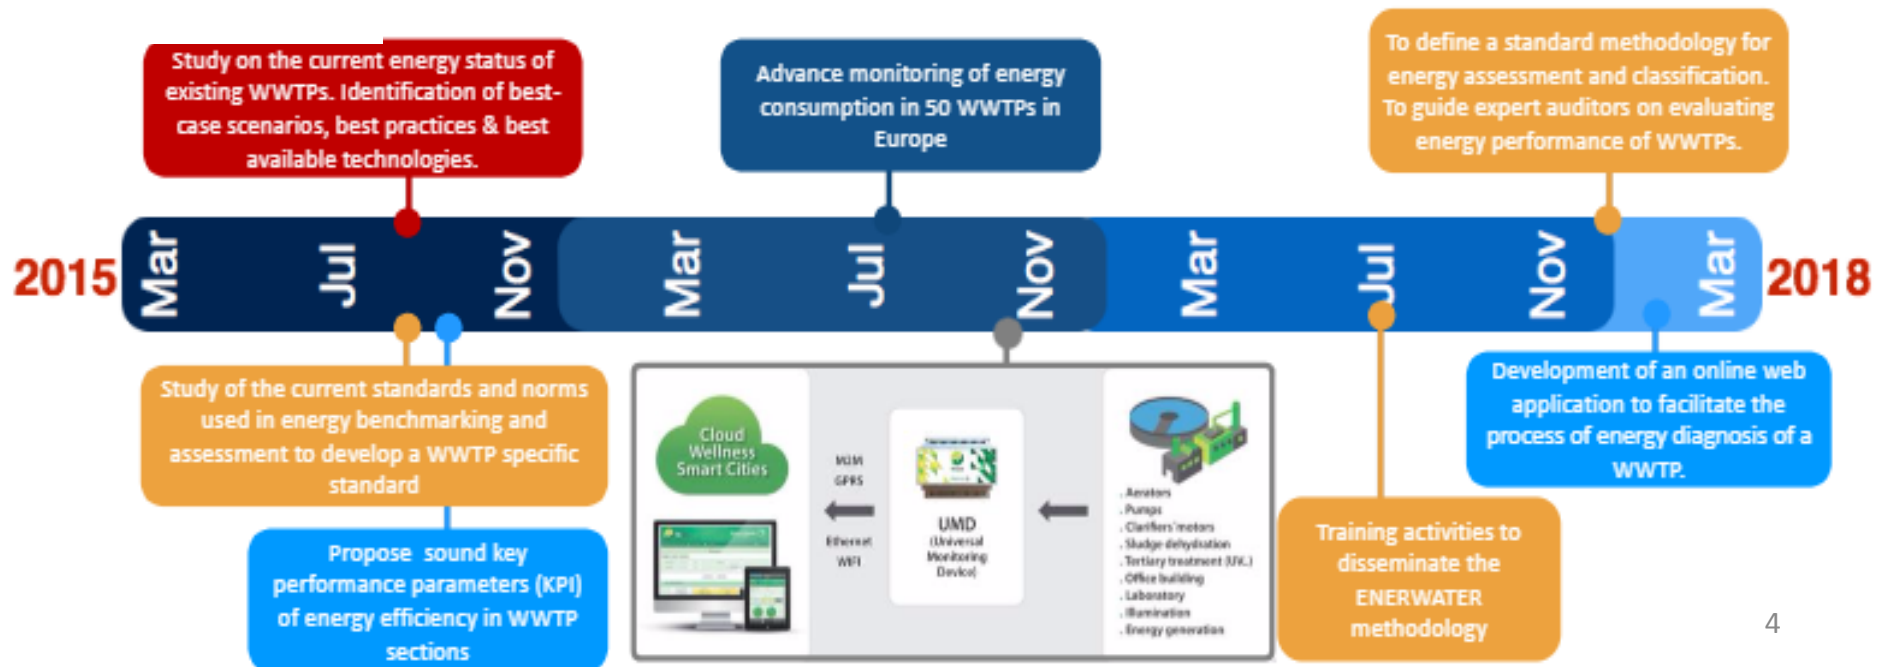 Study on the current energy status of
existing WWTPs. Identification of best-
case scenarios, best practices & best
available technologies.
Advance monitoring of energy
consumption in 50 WWTPs in
Europe
To define a standard methodology for
energy assessment and classification.
To guide expert auditors on evaluating
energy performance of WWTPs.
2015
Mar
Jul
Nov
Mar
Jul
Nov
Mar
Jul
Nov
Mar
2018
Study of the current standards and norms
used in energy benchmarking and
assessment to develop a WWTP specific
standard
Propose sound key
performance parameters (KPI)
of energy efficiency in WWTP
sections
Cloud
Wellness
Smart Cities
M2M
GPRS
Ethernet
WIFI
UMD
(Universal
Monitoring
Device)
. Aerators
. Pumps
. Clarifiers'motors
. Sludge dehydration
. Tertiary treatment (UV..)
. Office building
. Laboratory
. Illumination
. Energy generation
Training activities to
disseminate the
ENERWATER
methodology
Development of an online web
application to facilitate the
process of energy diagnosis of a
WWTP.
4